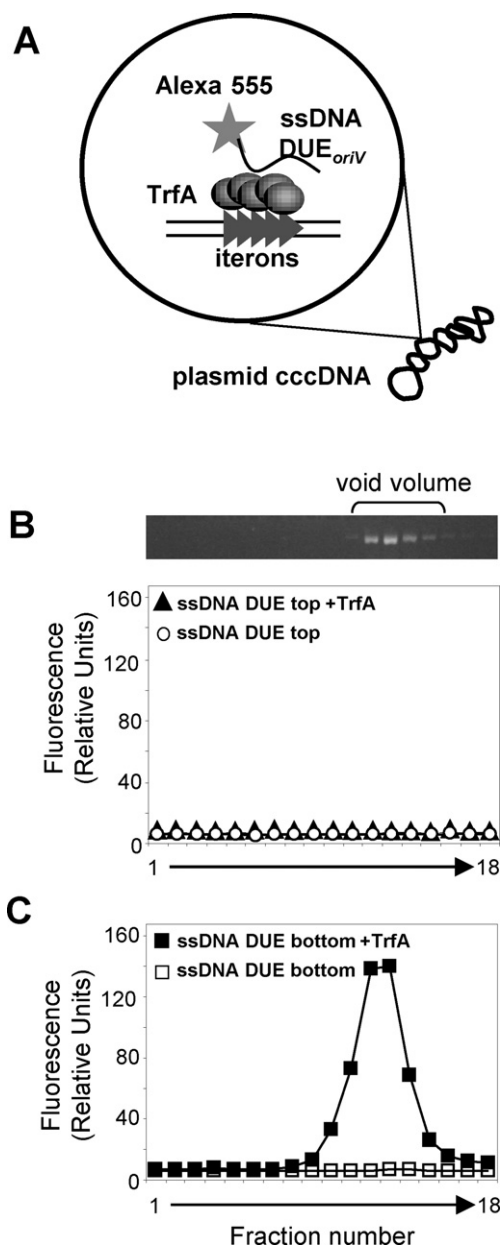 A
Alexa 555
ssDNA
DUEoriV
TrfA
iterons
plasmid cccDNA
void volume
B
ssDNA DUE top +TrfA
ssDNA DUE top
Fluorescence
(Relative Units)
160
120
80
40
0
1
18
C
ssDNA DUE bottom +TrfA
ssDNA DUE bottom
Fluorescence
(Relative Units)
160
120
80
40
0
1
18
Fraction number